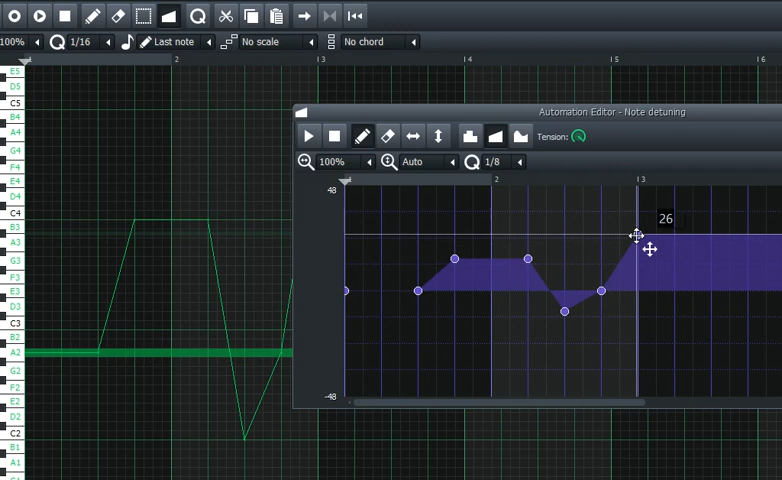 100% 1/16 Last note No scale No chord
1 2 3 4 5 6
E5
D5
C5
B4
A4
G4
F4
E4
D4
C4
B3
A3
G3
F3
E3
D3
C3
B2
A2
G2
F2
E2
D2
C2
B1
A1
Automation Editor - Note detuning
Tension:
100% Auto 1/8
1 2 3
48
26
-48